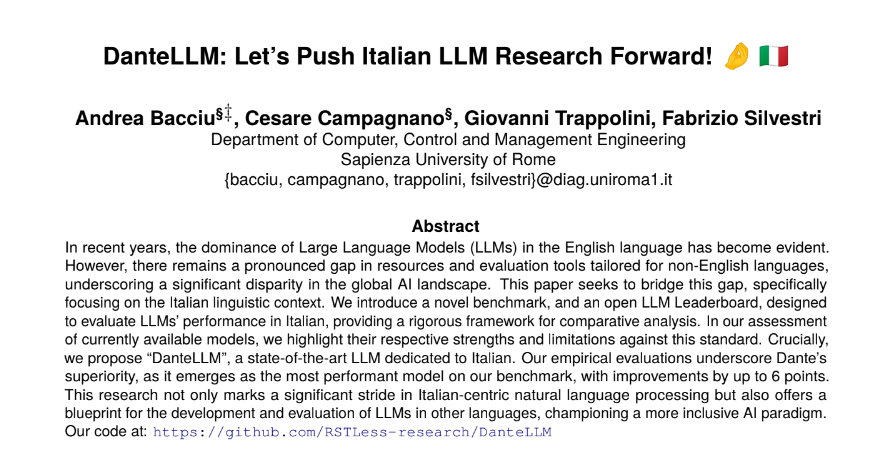 DanteLLM: Let's Push Italian LLM Research Forward! 🤌 🇮🇹
Andrea Bacciu§‡, Cesare Campagnano§, Giovanni Trappolini, Fabrizio Silvestri
Department of Computer, Control and Management Engineering
Sapienza University of Rome
{bacciu, campagnano, trappolini, fsilvestri}@diag.uniroma1.it
Abstract
In recent years, the dominance of Large Language Models (LLMs) in the English language has become evident.
However, there remains a pronounced gap in resources and evaluation tools tailored for non-English languages,
underscoring a significant disparity in the global AI landscape. This paper seeks to bridge this gap, specifically
focusing on the Italian linguistic context. We introduce a novel benchmark, and an open LLM Leaderboard, designed
to evaluate LLMs' performance in Italian, providing a rigorous framework for comparative analysis. In our assessment
of currently available models, we highlight their respective strengths and limitations against this standard. Crucially,
we propose “DanteLLM”, a state-of-the-art LLM dedicated to Italian. Our empirical evaluations underscore Dante's
superiority, as it emerges as the most performant model on our benchmark, with improvements by up to 6 points.
This research not only marks a significant stride in Italian-centric natural language processing but also offers a
blueprint for the development and evaluation of LLMs in other languages, championing a more inclusive AI paradigm.
Our code at: https://github.com/RSTLess-research/DanteLLM